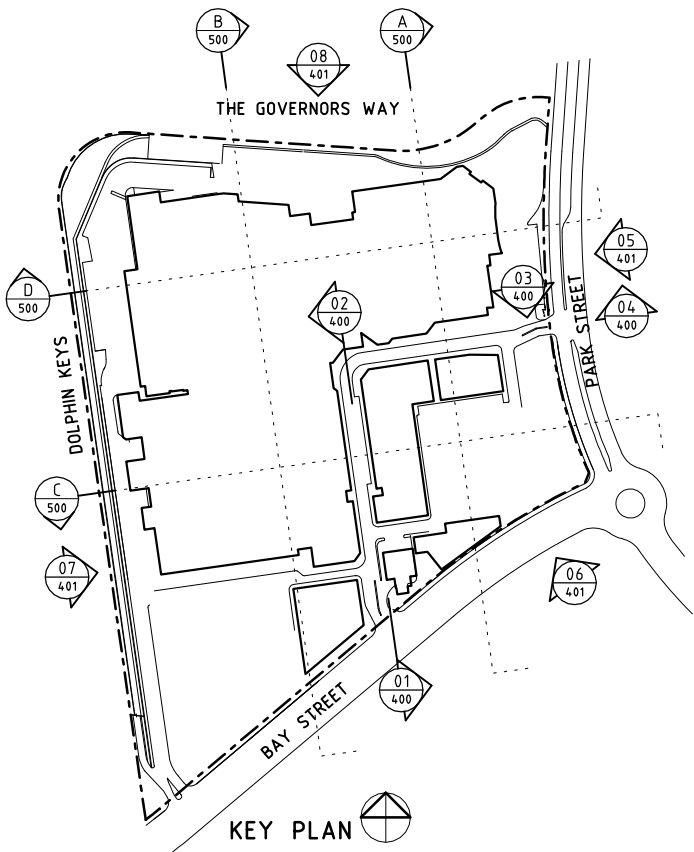 B
500
A
500
08
401
THE GOVERNORS WAY
05
401
D
500
02
400
03
400
04
400
PARK STREET
DOLPHIN KEYS
C
500
07
401
06
401
01
400
BAY STREET
KEY PLAN